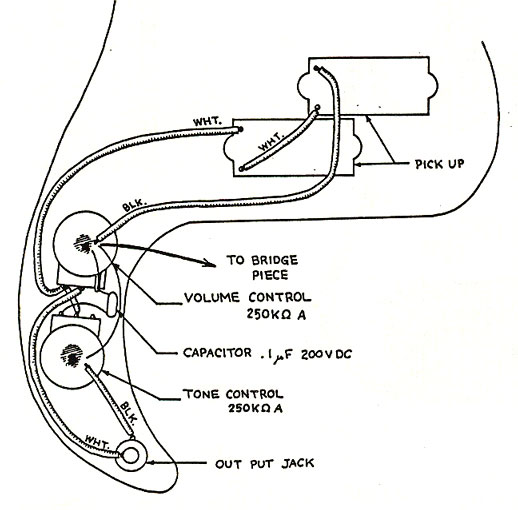 WHT.
WHT.
PICK UP
BLK.
TO BRIDGE
PIECE
VOLUME CONTROL
250KΩ A
CAPACITOR .1μF 200VDC
TONE CONTROL
250KΩ A
BLK.
WHT.
OUT PUT JACK